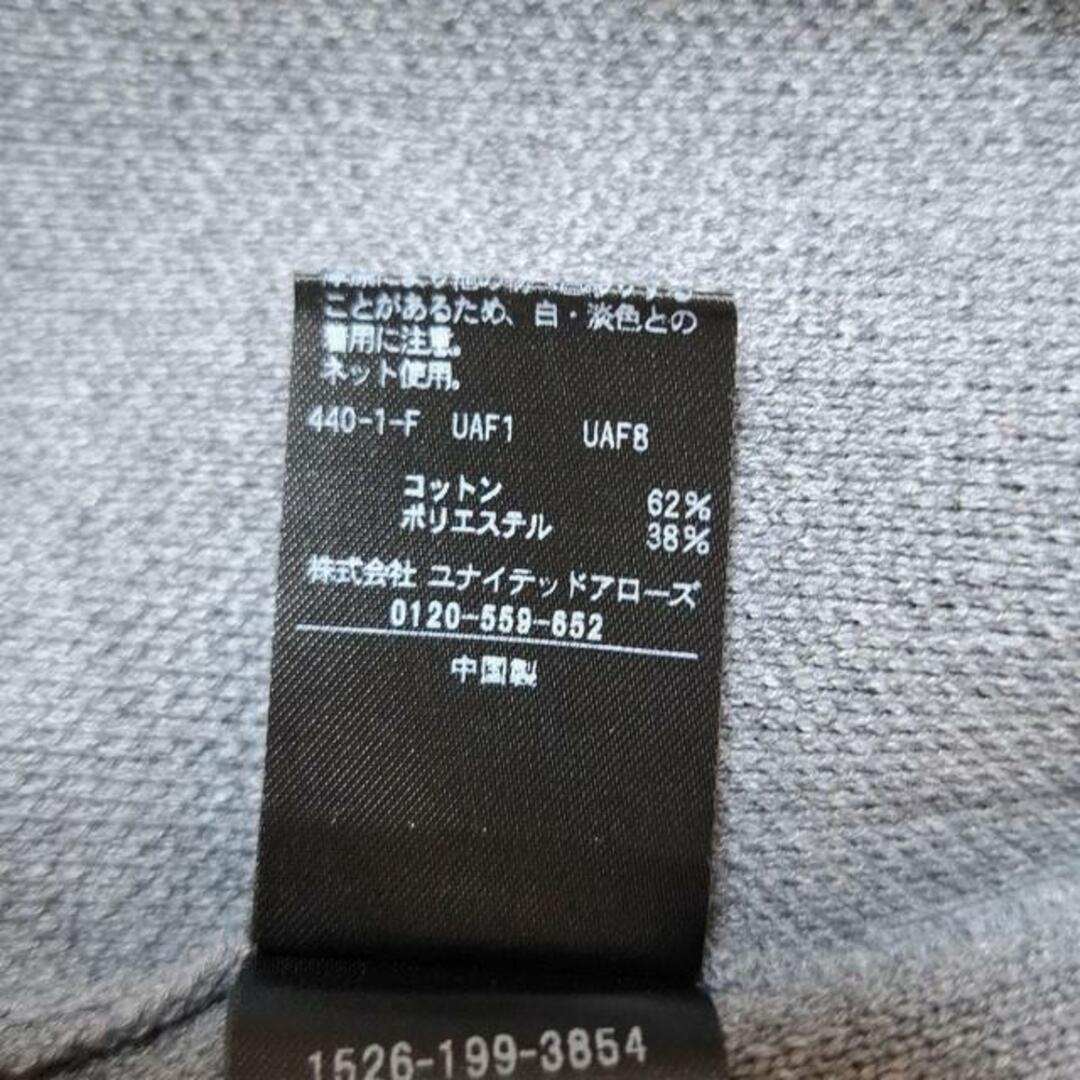 ことがあるため、白・淡色との
着用に注意。
ネット使用。
440-1-F UAF1 UAF8
コットン 62%
ポリエステル 38%
株式会社 ユナイテッドアローズ
0120-559-652
中国製
1526-199-3854